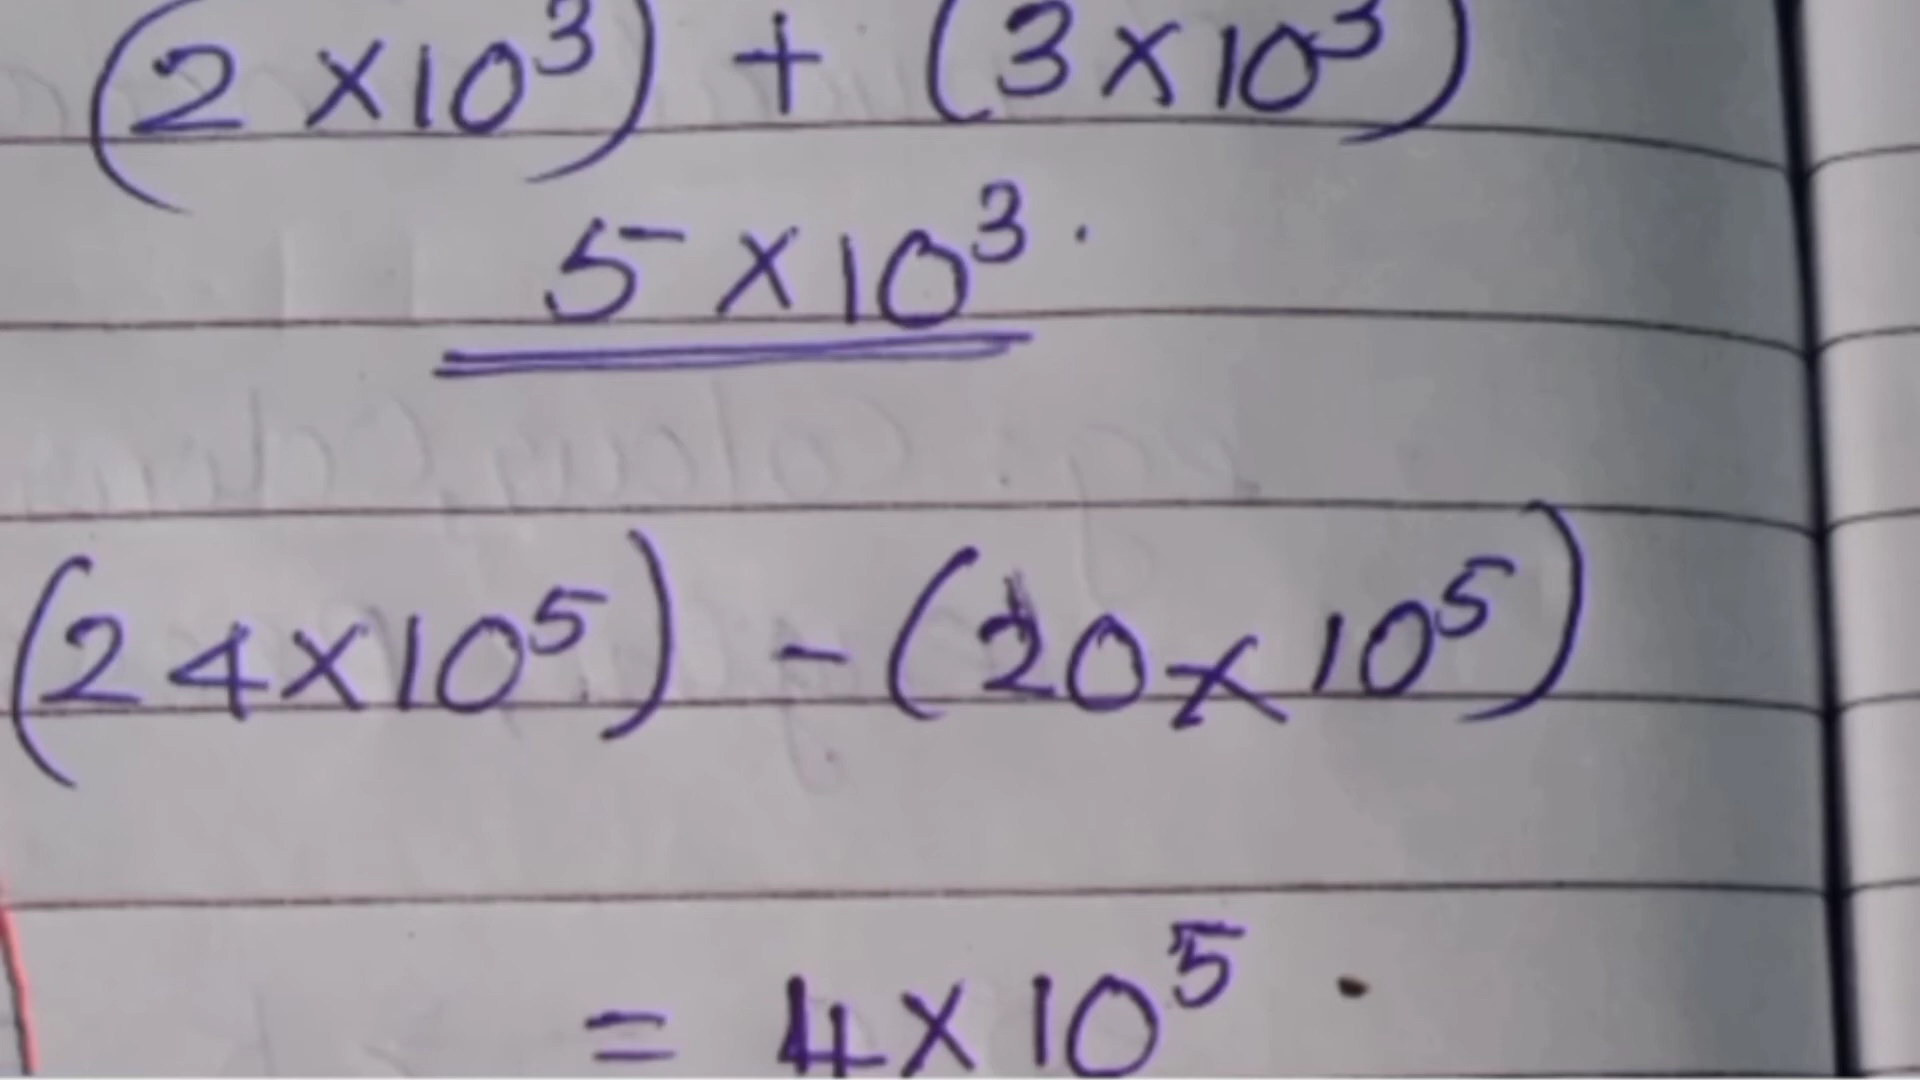 (2 × 10³) + (3 × 10³)
5 × 10³.
(24 × 10⁵) - (20 × 10⁵)
= 4 × 10⁵.